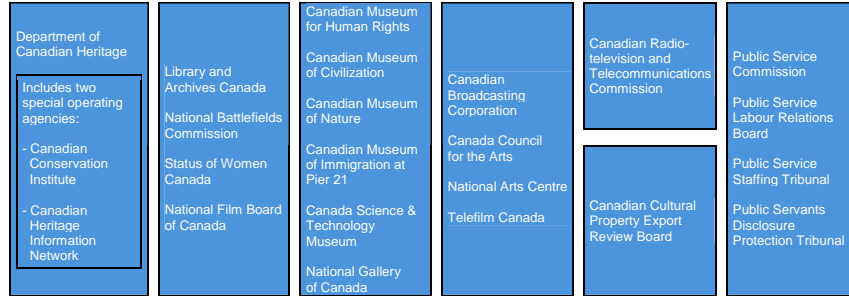 Department of
Canadian Heritage
Includes two
special operating
agencies:
- Canadian
Conservation
Institute
- Canadian
Heritage
Information
Network
Library and
Archives Canada
National Battlefields
Commission
Status of Women
Canada
National Film Board
of Canada
Canadian Museum
for Human Rights
Canadian Museum
of Civilization
Canadian Museum
of Nature
Canadian Museum
of Immigration at
Pier 21
Canada Science &
Technology
Museum
National Gallery
of Canada
Canadian
Broadcasting
Corporation
Canada Council
for the Arts
National Arts Centre
Telefilm Canada
Canadian Radio-
television and
Telecommunications
Commission
Canadian Cultural
Property Export
Review Board
Public Service
Commission
Public Service
Labour Relations
Board
Public Service
Staffing Tribunal
Public Servants
Disclosure
Protection Tribunal